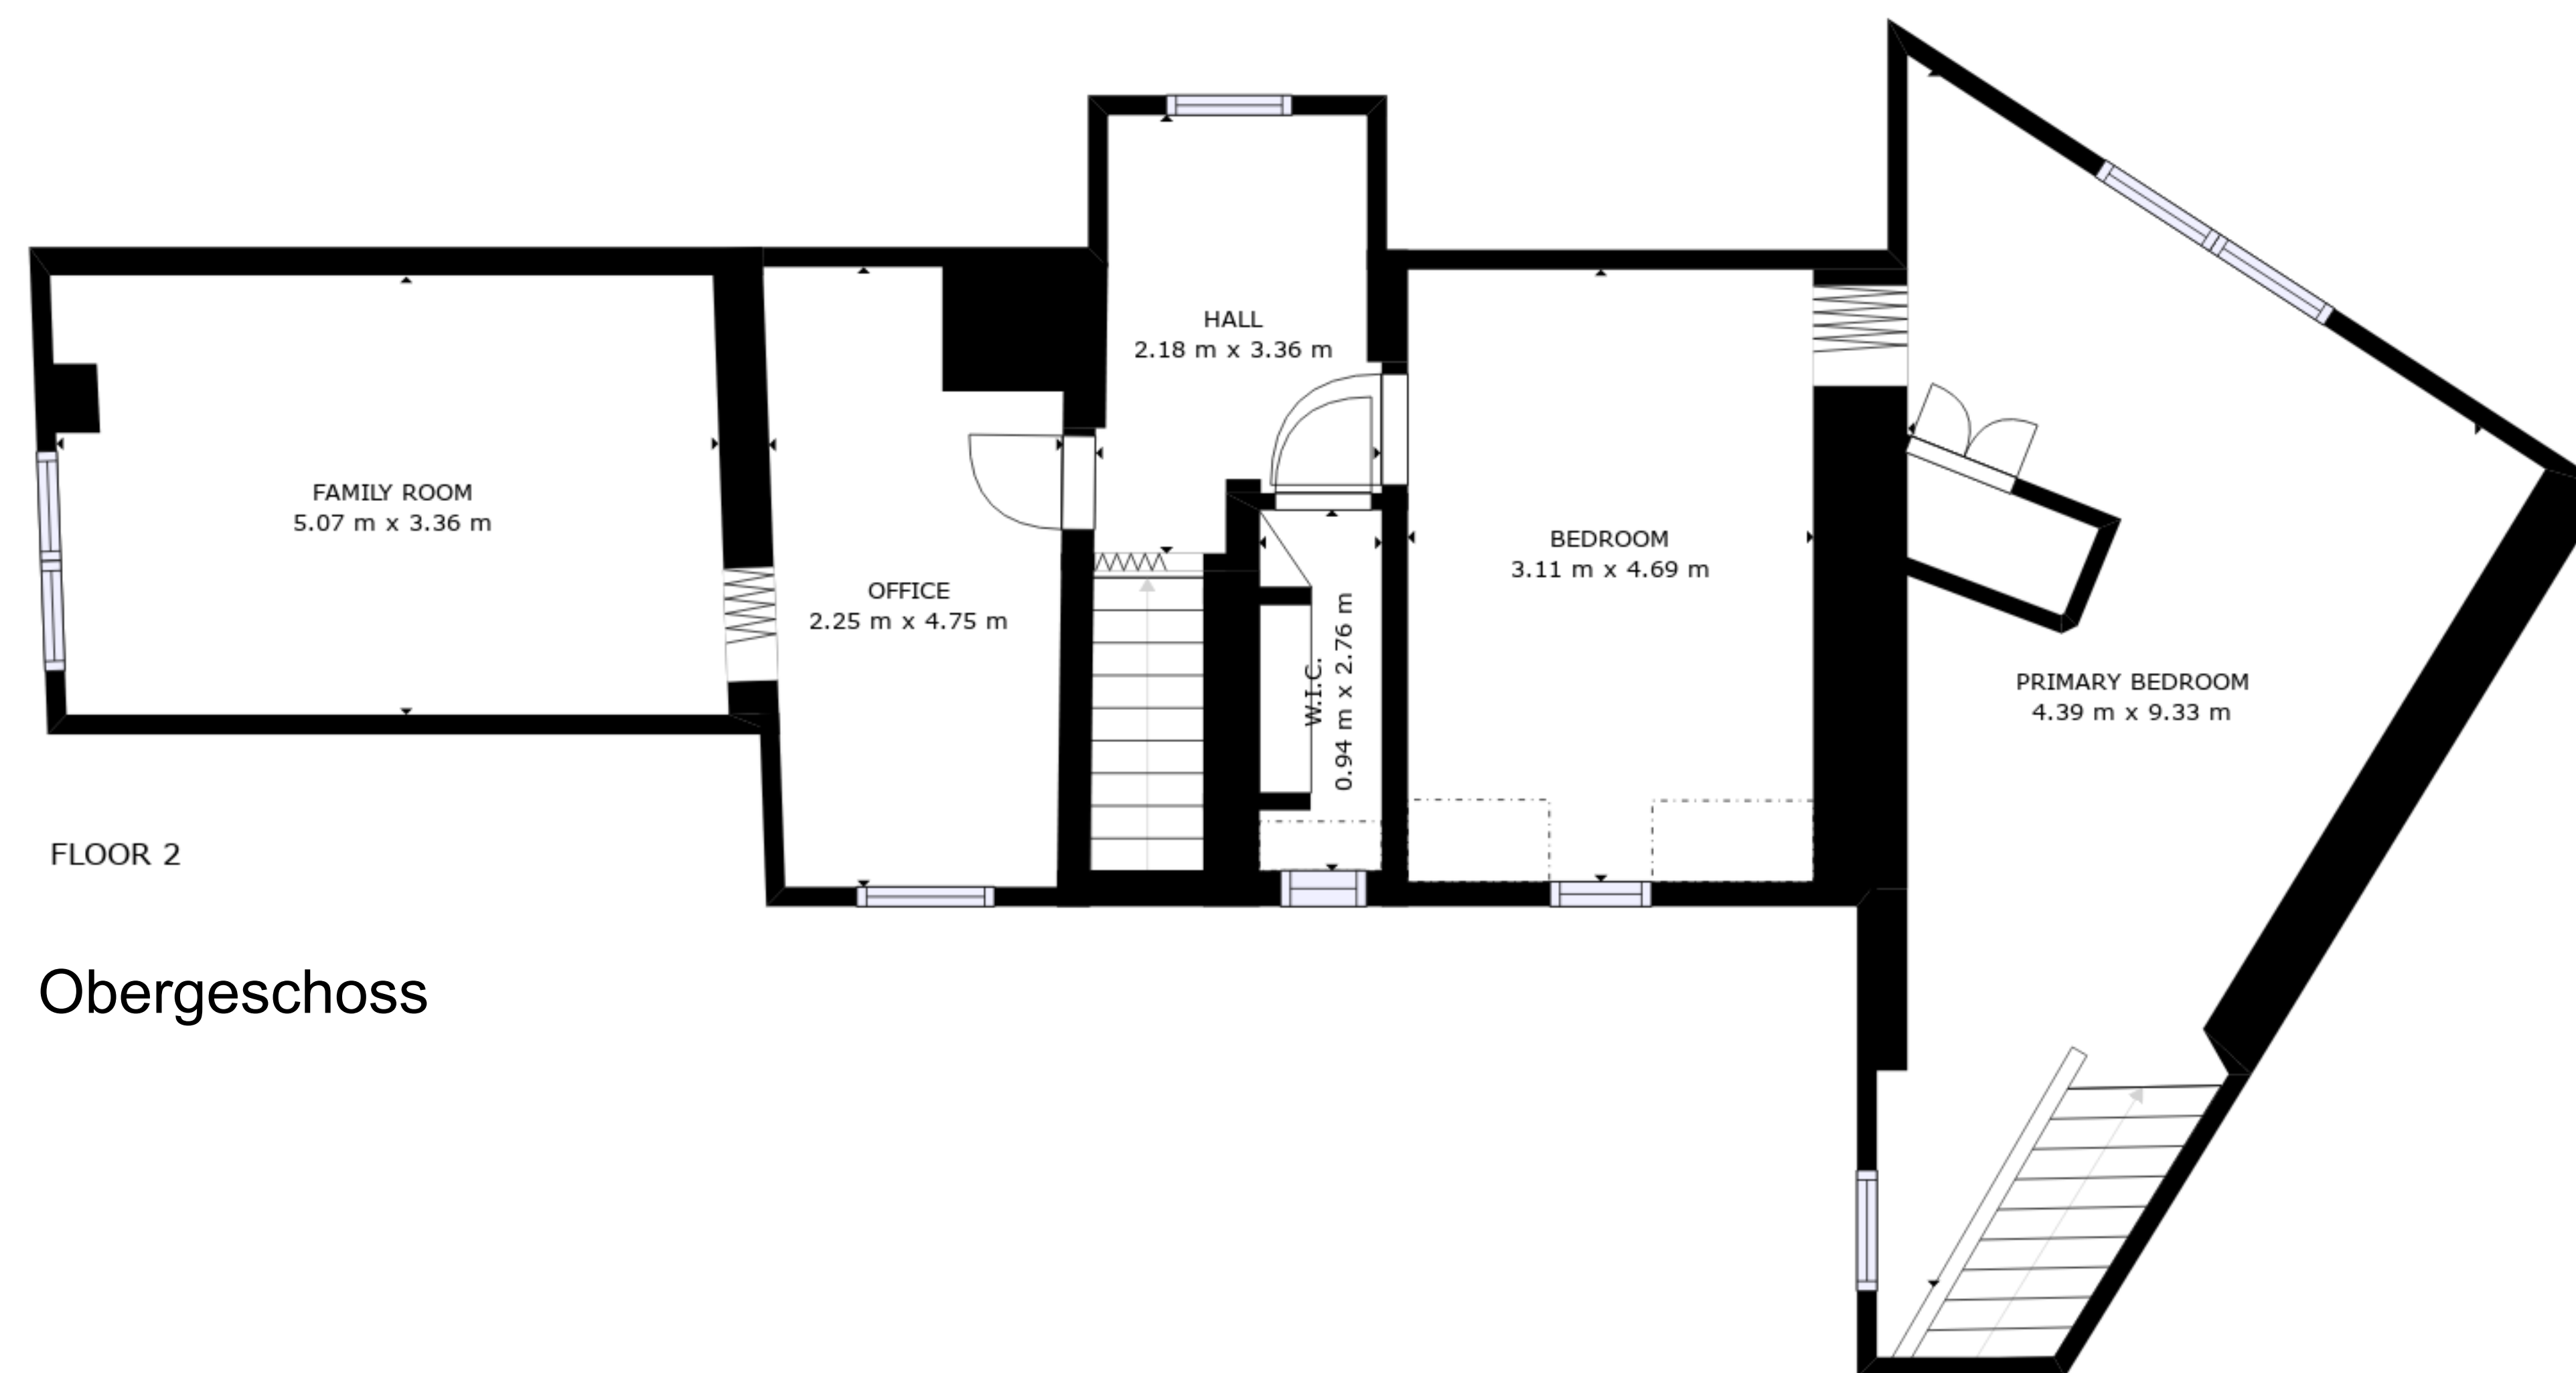 HALL
2.18 m x 3.36 m
FAMILY ROOM
5.07 m x 3.36 m
OFFICE
2.25 m x 4.75 m
W.I.C.
0.94 m x 2.76 m
BEDROOM
3.11 m x 4.69 m
PRIMARY BEDROOM
4.39 m x 9.33 m
FLOOR 2
Obergeschoss